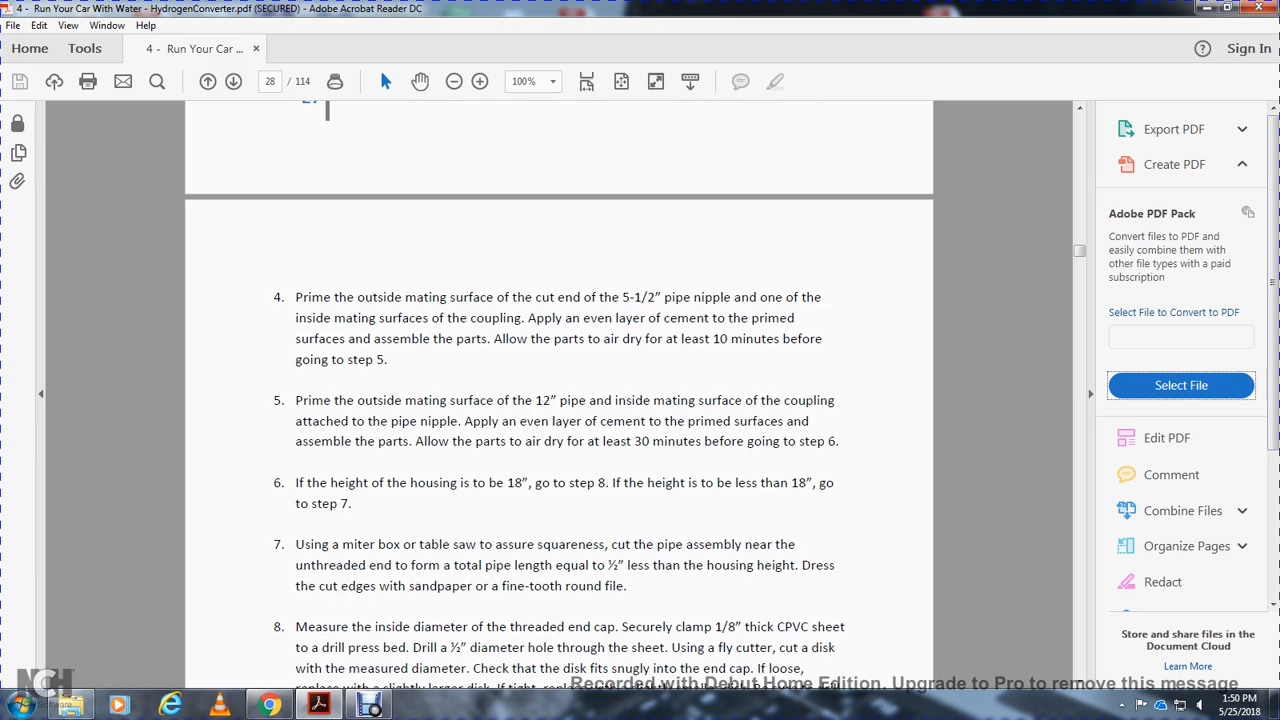 4 - Run Your Car With Water - HydrogenConverter.pdf (SECURED) - Adobe Acrobat Reader DC
File Edit View Window Help
Home Tools 4 - Run Your Car ... × Sign In
28 / 114 100%
27
Export PDF
Create PDF
Adobe PDF Pack
Convert files to PDF and
easily combine them with
other file types with a paid
subscription
Select File to Convert to PDF
Select File
Edit PDF
Comment
Combine Files
Organize Pages
Redact
Store and share files in the
Document Cloud
Learn More
4. Prime the outside mating surface of the cut end of the 5-1/2” pipe nipple and one of the
inside mating surfaces of the coupling. Apply an even layer of cement to the primed
surfaces and assemble the parts. Allow the parts to air dry for at least 10 minutes before
going to step 5.
5. Prime the outside mating surface of the 12” pipe and inside mating surface of the coupling
attached to the pipe nipple. Apply an even layer of cement to the primed surfaces and
assemble the parts. Allow the parts to air dry for at least 30 minutes before going to step 6.
6. If the height of the housing is to be 18”, go to step 8. If the height is to be less than 18”, go
to step 7.
7. Using a miter box or table saw to assure squareness, cut the pipe assembly near the
unthreaded end to form a total pipe length equal to ½” less than the housing height. Dress
the cut edges with sandpaper or a fine-tooth round file.
8. Measure the inside diameter of the threaded end cap. Securely clamp 1/8” thick CPVC sheet
to a drill press bed. Drill a ½” diameter hole through the sheet. Using a fly cutter, cut a disk
with the measured diameter. Check that the disk fits snugly into the end cap. If loose,
Recorded with Debut Home Edition. Upgrade to Pro to remove this message
NCH Software
1:50 PM
5/25/2018